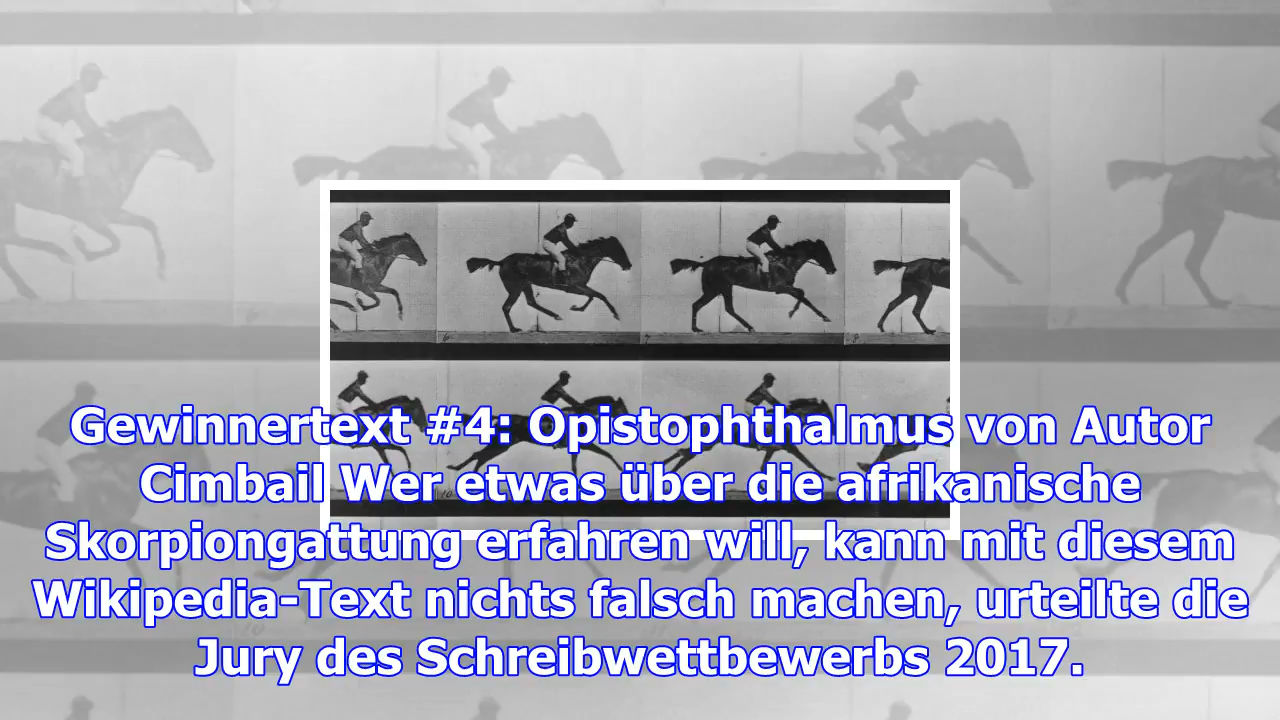 Gewinnertext #4: Opistophthalmus von Autor
Cimbail Wer etwas über die afrikanische
Skorpiongattung erfahren will, kann mit diesem
Wikipedia-Text nichts falsch machen, urteilte die
Jury des Schreibwettbewerbs 2017.